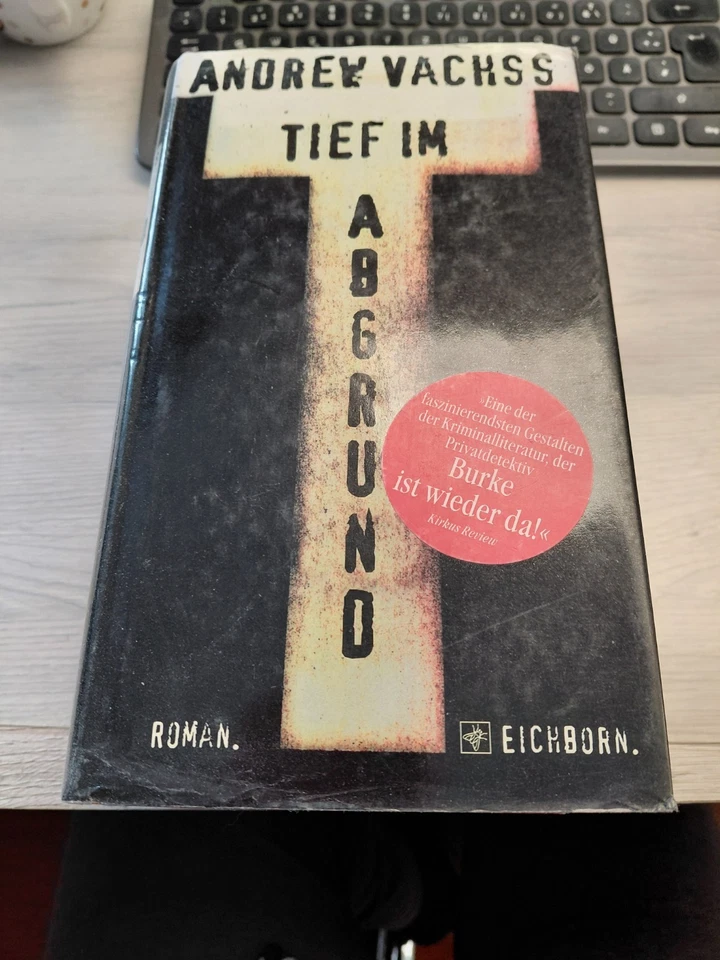 ANDREW VACHSS
TIEF IM
ABGRUND
»Eine der
faszinierendsten Gestalten
der Kriminalliteratur, der
Privatdetektiv
Burke
ist wieder da!«
Kirkus Review
ROMAN.
EICHBORN.